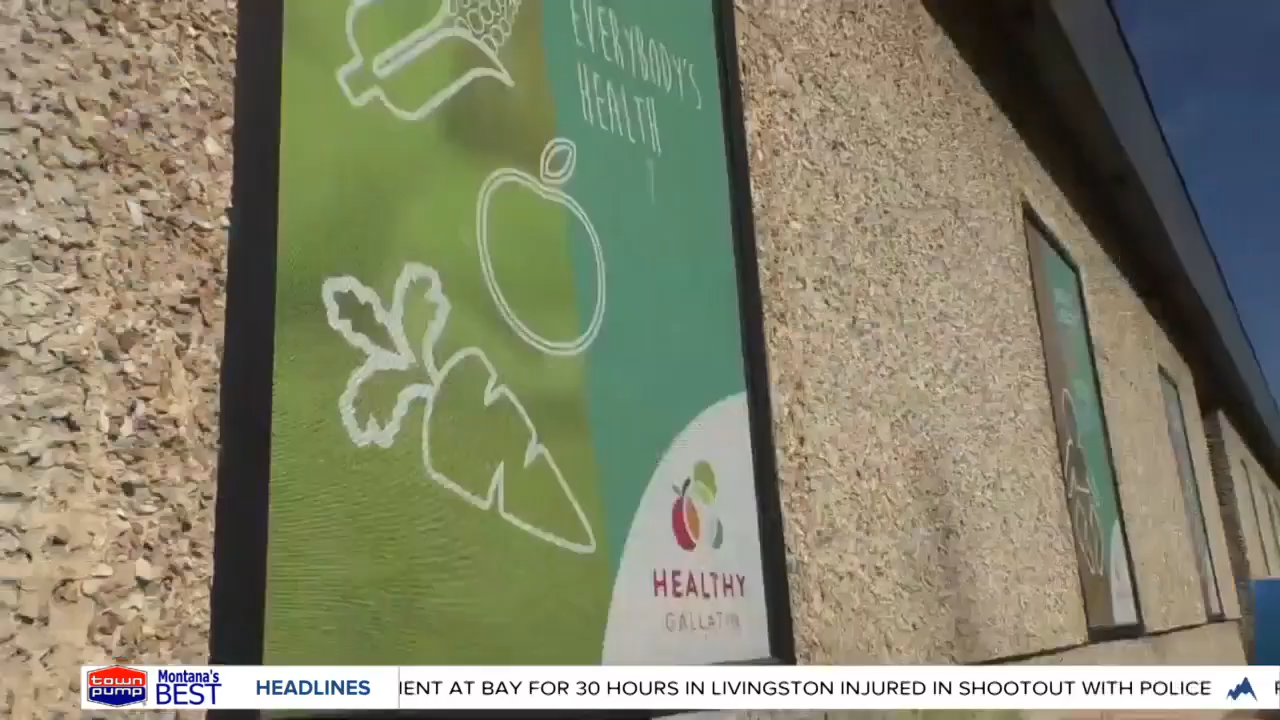 EVERYBODY'S
HEALTH
HEALTHY
GALLATIN
town
pump
Montana's
BEST
HEADLINES
IENT AT BAY FOR 30 HOURS IN LIVINGSTON INJURED IN SHOOTOUT WITH POLICE